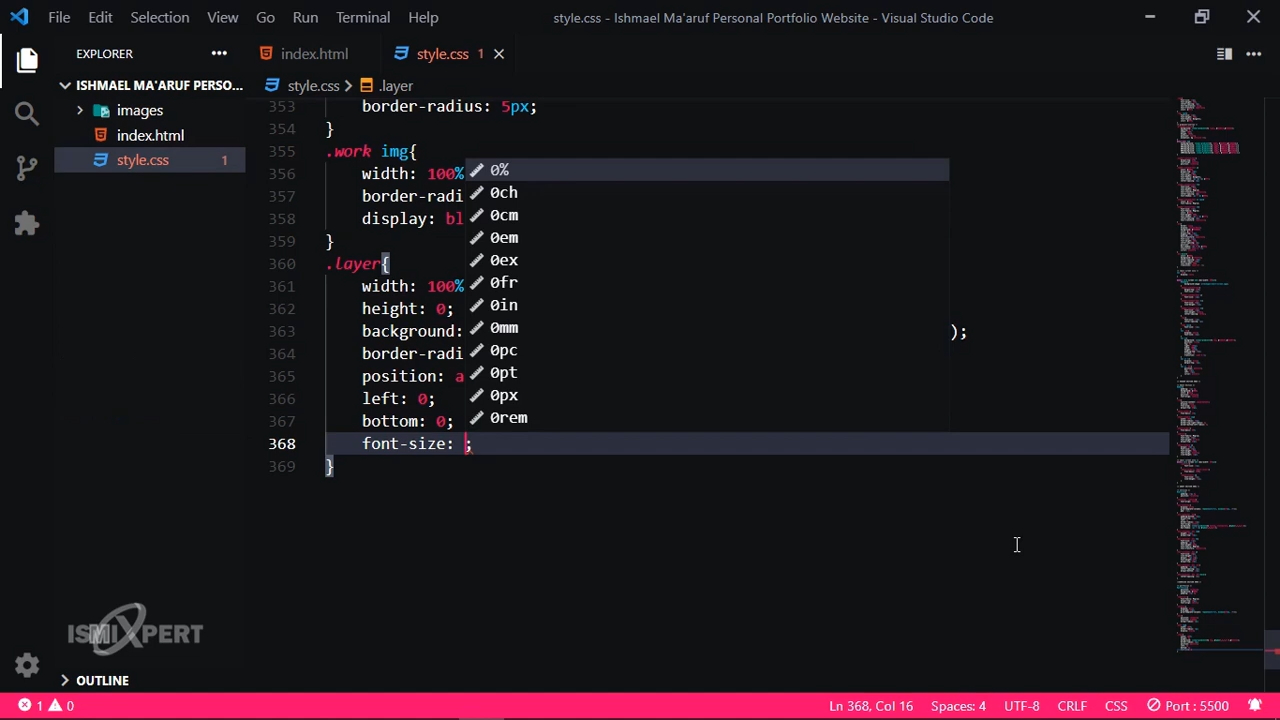 File Edit Selection View Go Run Terminal Help
style.css - Ishmael Ma'aruf Personal Portfolio Website - Visual Studio Code
EXPLORER
index.html
style.css 1
ISHMAEL MA'ARUF PERSO...
style.css > .layer
images
index.html
style.css 1
353 border-radius: 5px;
354 }
355 .work img{
356 width: 100%
357 border-radi
358 display: bl
359 }
360 .layer{
361 width: 100%
362 height: 0;
363 background: );
364 border-radi
365 position: a
366 left: 0;
367 bottom: 0;
368 font-size: ;
369 }
0%
0ch
0cm
0em
0ex
0fr
0in
0mm
0pc
0pt
0px
0rem
ISMIXPERT
OUTLINE
1 0
Ln 368, Col 16 Spaces: 4 UTF-8 CRLF CSS Port : 5500